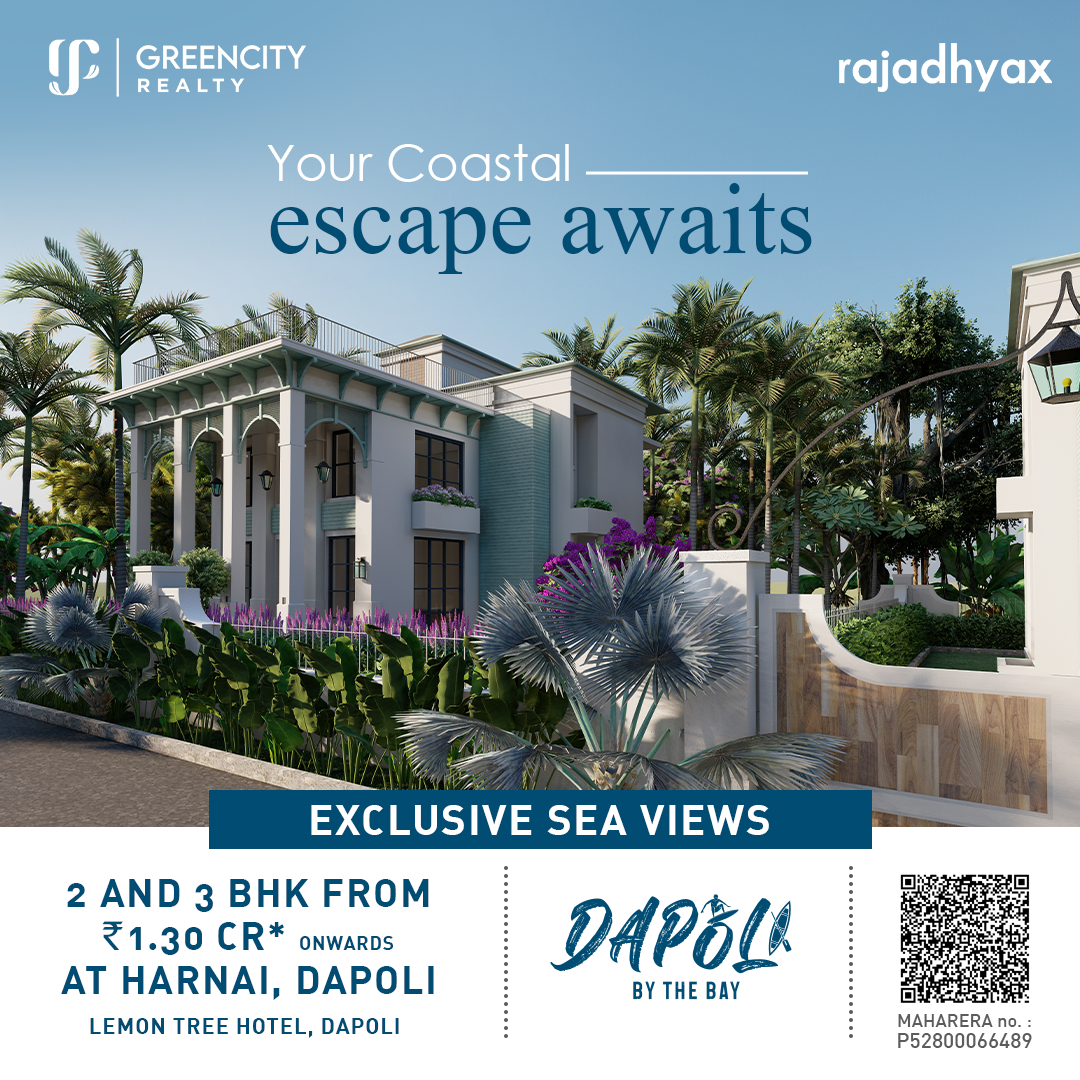 GREENCITY
REALTY
rajadhyax
Your Coastal
escape awaits
EXCLUSIVE SEA VIEWS
2 AND 3 BHK FROM
₹1.30 CR* ONWARDS
AT HARNAI, DAPOLI
LEMON TREE HOTEL, DAPOLI
DAPOLI
BY THE BAY
MAHARERA no. :
P52800066489